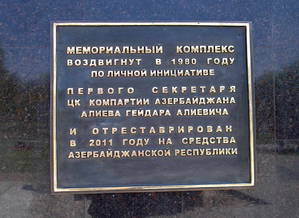 МЕМОРИАЛЬНЫЙ КОМПЛЕКС
ВОЗДВИГНУТ В 1980 ГОДУ
ПО ЛИЧНОЙ ИНИЦИАТИВЕ
ПЕРВОГО СЕКРЕТАРЯ
ЦК КОМПАРТИИ АЗЕРБАЙДЖАНА
АЛИЕВА ГЕЙДАРА АЛИЕВИЧА
И ОТРЕСТАВРИРОВАН
В 2011 ГОДУ НА СРЕДСТВА
АЗЕРБАЙДЖАНСКОЙ РЕСПУБЛИКИ